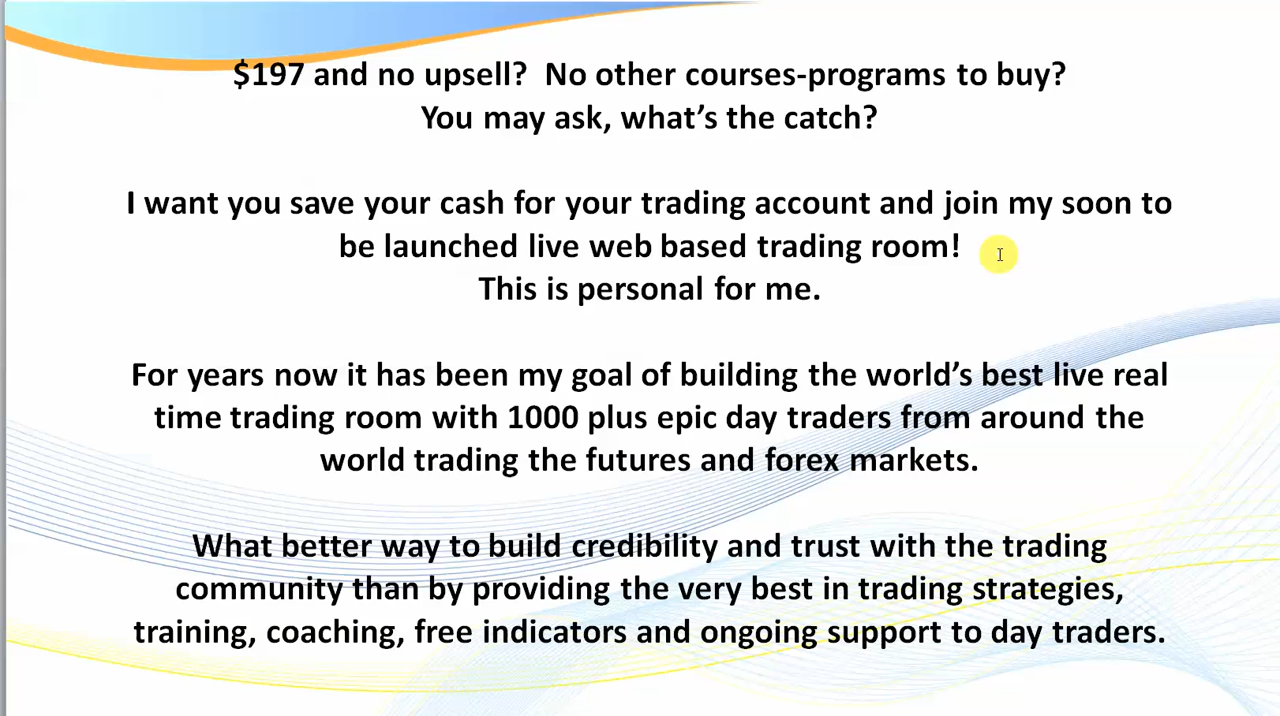 $197 and no upsell?  No other courses-programs to buy?
You may ask, what's the catch?
I want you save your cash for your trading account and join my soon to
be launched live web based trading room!
This is personal for me.
For years now it has been my goal of building the world's best live real
time trading room with 1000 plus epic day traders from around the
world trading the futures and forex markets.
What better way to build credibility and trust with the trading
community than by providing the very best in trading strategies,
training, coaching, free indicators and ongoing support to day traders.